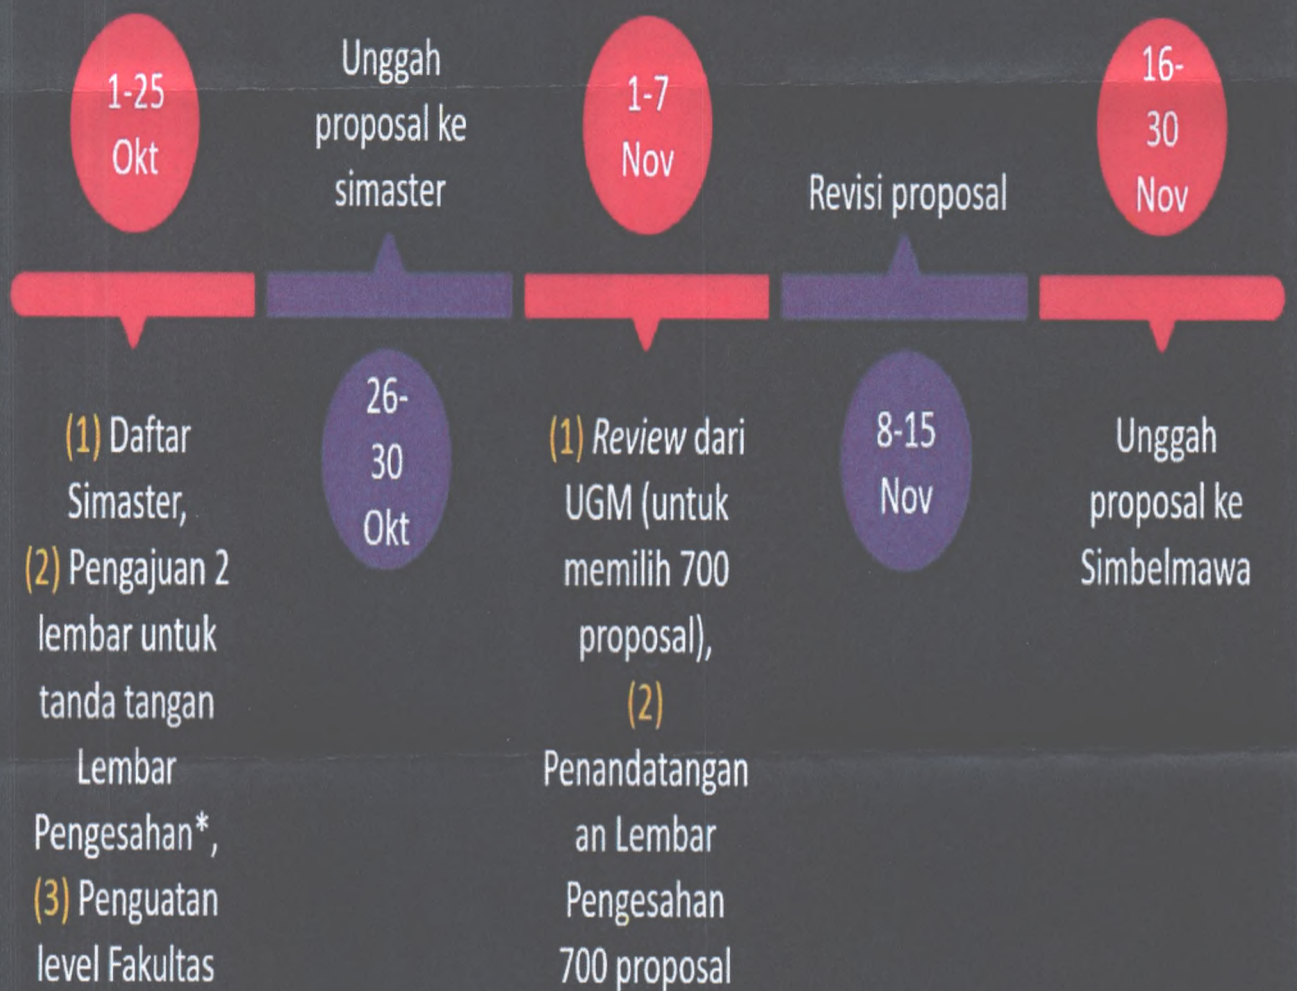 1-25
Okt
(1) Daftar
Simaster,
(2) Pengajuan 2
lembar untuk
tanda tangan
Lembar
Pengesahan*,
(3) Penguatan
level Fakultas
Unggah
proposal ke
simaster
26-
30
Okt
1-7
Nov
(1) Review dari
UGM (untuk
memilih 700
proposal),
(2)
Penandatangan
an Lembar
Pengesahan
700 proposal
Revisi proposal
8-15
Nov
16-
30
Nov
Unggah
proposal ke
Simbelmawa